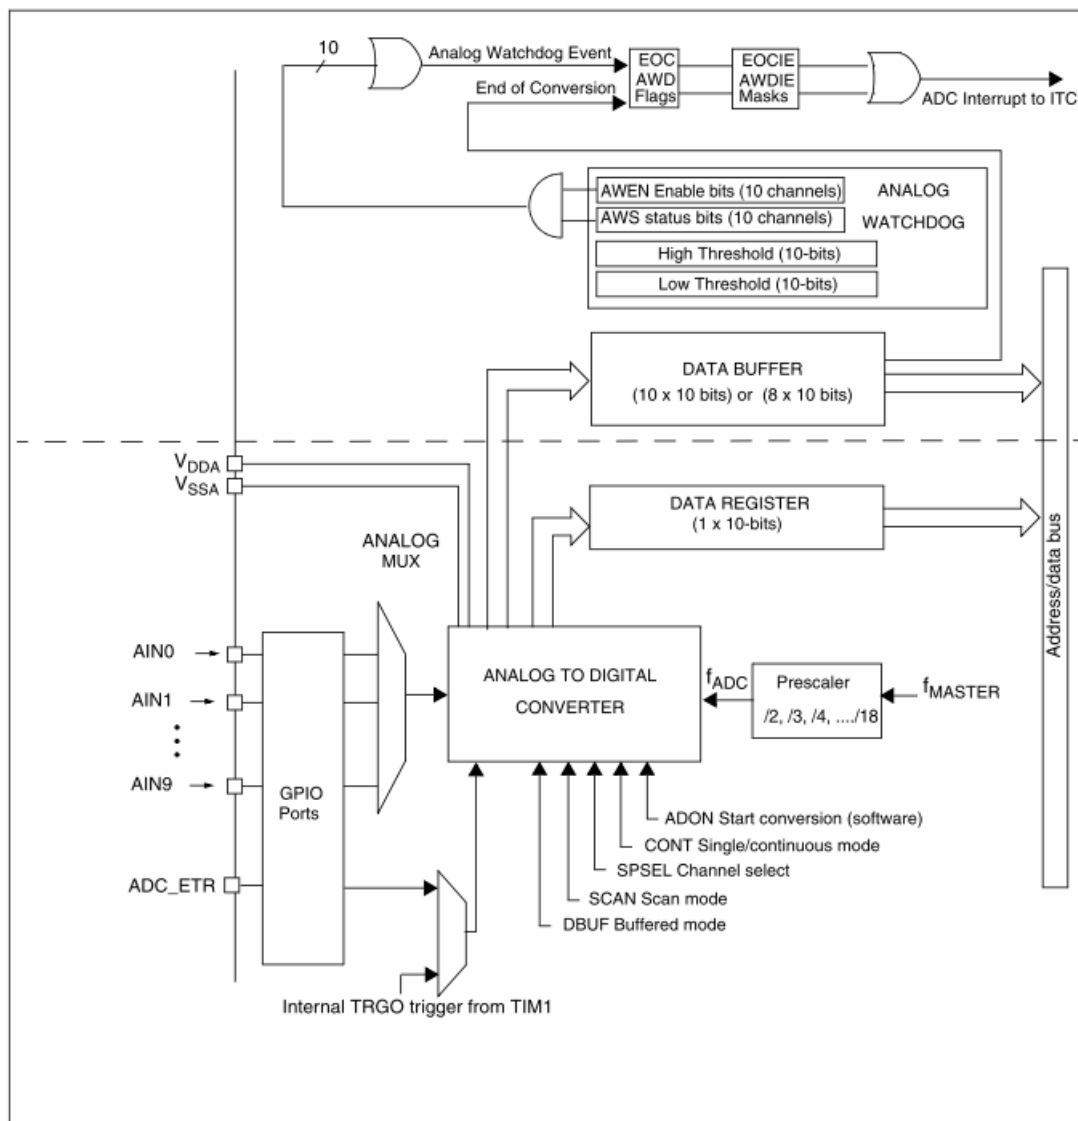 10
Analog Watchdog Event
End of Conversion
EOC
AWD
Flags
EOCIE
AWDIE
Masks
ADC Interrupt to ITC
AWEN Enable bits (10 channels)
AWS status bits (10 channels)
ANALOG
WATCHDOG
High Threshold (10-bits)
Low Threshold (10-bits)
DATA BUFFER
(10 x 10 bits) or (8 x 10 bits)
VDDA
VSSA
DATA REGISTER
(1 x 10-bits)
ANALOG
MUX
Address/data bus
AIN0
AIN1
AIN9
GPIO
Ports
ANALOG TO DIGITAL
CONVERTER
fADC
Prescaler
/2, /3, /4, ..../18
fMASTER
ADON Start conversion (software)
CONT Single/continuous mode
SPSEL Channel select
SCAN Scan mode
DBUF Buffered mode
ADC_ETR
Internal TRGO trigger from TIM1